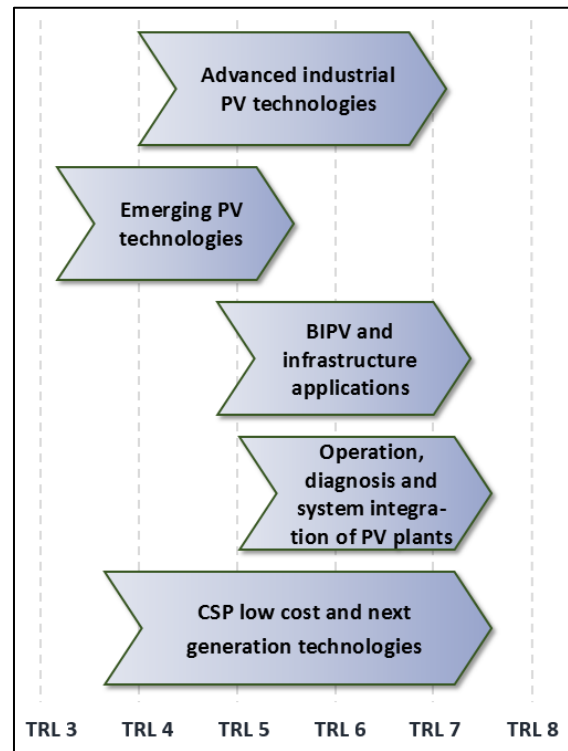 Advanced industrial
PV technologies
Emerging PV
technologies
BIPV and
infrastructure
applications
Operation,
diagnosis and
system integra-
tion of PV plants
CSP low cost and next
generation technologies
TRL 3 TRL 4 TRL 5 TRL 6 TRL 7 TRL 8